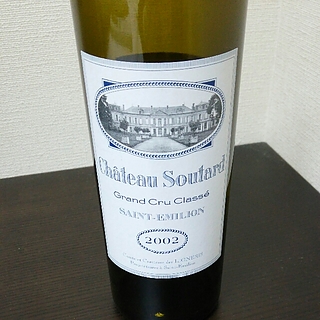 Château Soutard
Grand Cru Classé
SAINT-EMILION
2002